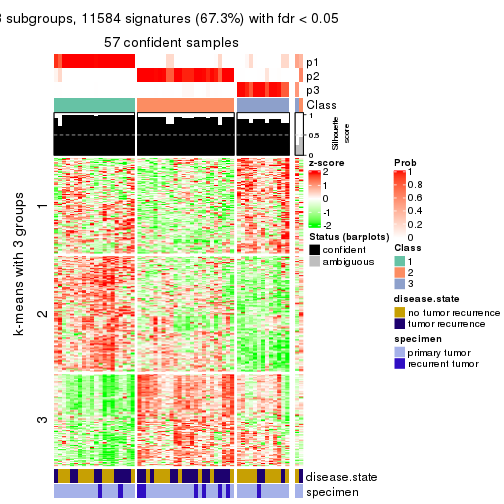 3 subgroups, 11584 signatures (67.3%) with fdr < 0.05
57 confident samples
p1
p2
p3
Class
1
0.5
0
Silhouette
score
k-means with 3 groups
1
2
3
z-score
2
1
0
-1
-2
Status (barplots)
confident
ambiguous
Prob
1
0.8
0.6
0.4
0.2
0
Class
1
2
3
disease.state
no tumor recurrence
tumor recurrence
specimen
primary tumor
recurrent tumor
disease.state
specimen